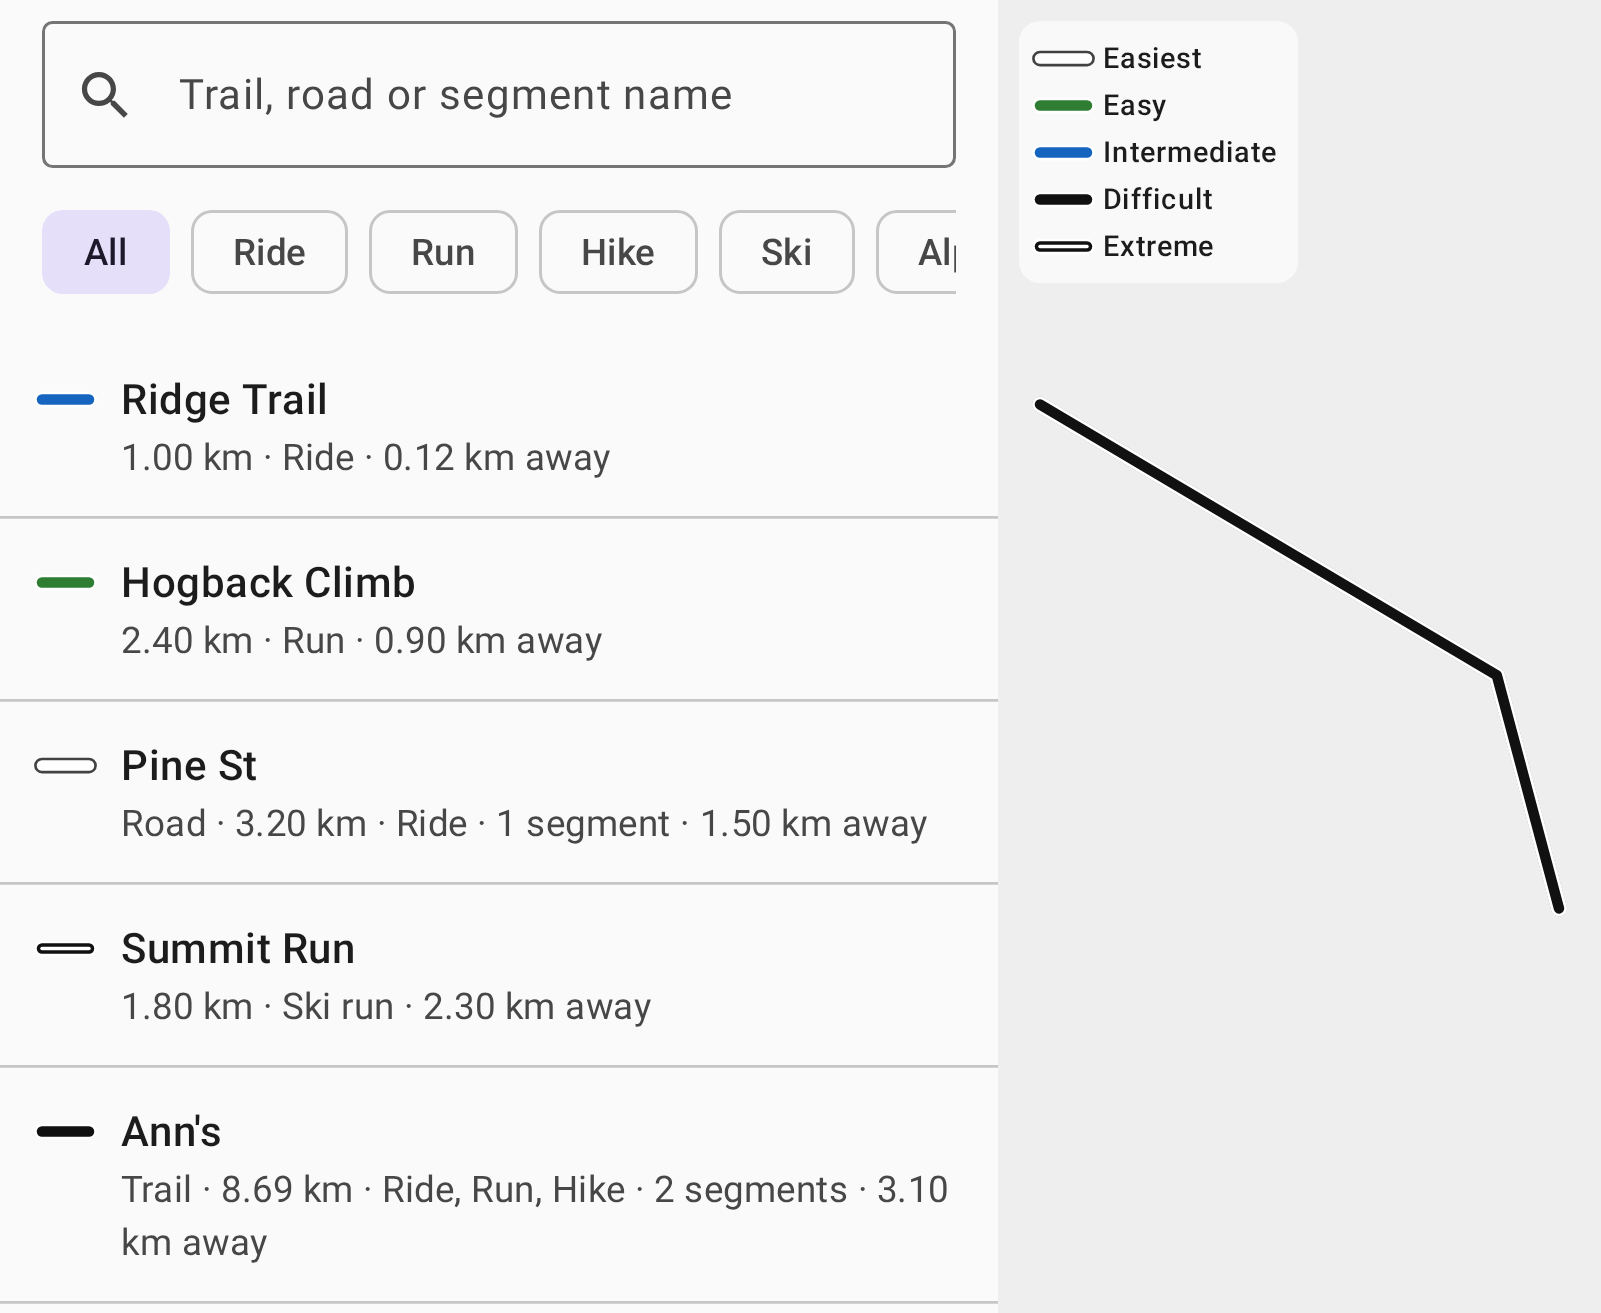 Trail, road or segment name
All
Ride
Run
Hike
Ski
Ridge Trail
1.00 km · Ride · 0.12 km away
Hogback Climb
2.40 km · Run · 0.90 km away
Pine St
Road · 3.20 km · Ride · 1 segment · 1.50 km away
Summit Run
1.80 km · Ski run · 2.30 km away
Ann's
Trail · 8.69 km · Ride, Run, Hike · 2 segments · 3.10
km away
Easiest
Easy
Intermediate
Difficult
Extreme